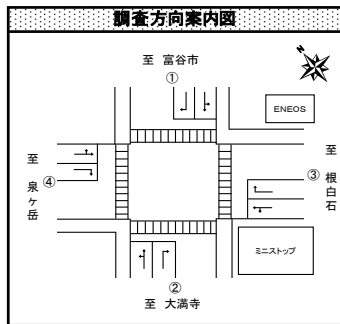 調査方向案内図
至 富谷市
①
N
ENEOS
至 泉ヶ岳
④
③
至 根白石
ミニストップ
②
至 大満寺